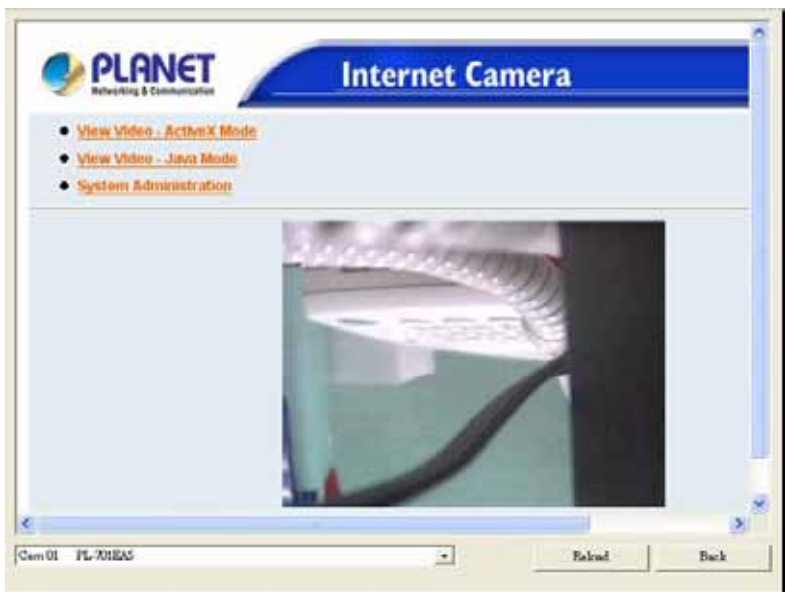 PLANET
Networking & Communication
Internet Camera
View Video - ActiveX Mode
View Video - Java Mode
System Administration
Cam 01 PL-701EA5
Reload
Back